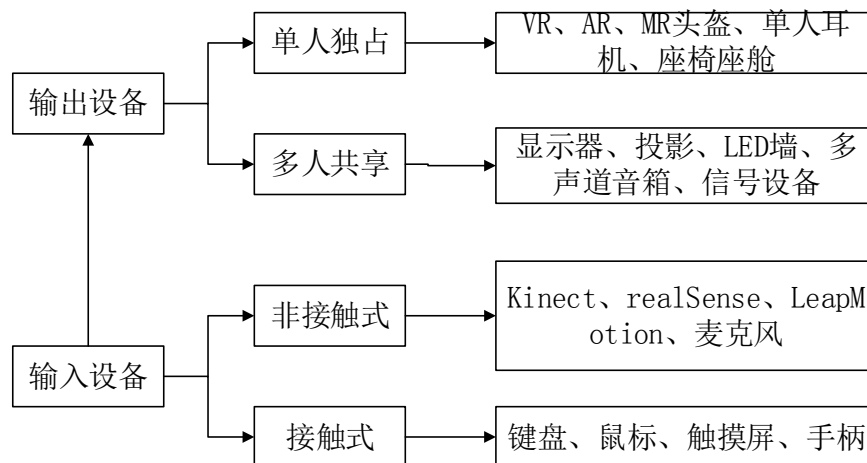 单人独占
VR、AR、MR头盔、单人耳
机、座椅座舱
输出设备
多人共享
显示器、投影、LED墙、多
声道音箱、信号设备
非接触式
Kinect、realSense、LeapM
otion、麦克风
输入设备
接触式
键盘、鼠标、触摸屏、手柄